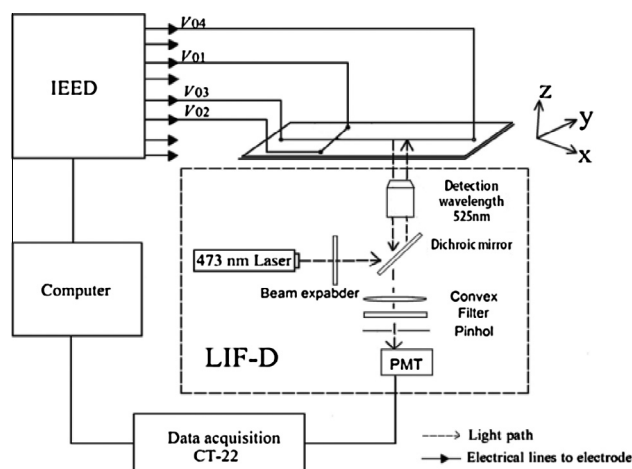 V04
IEED
V01
V03
V02
z
y
x
Detection
wavelength
525nm
Dichroic mirror
473 nm Laser
Beam expabder
Computer
Convex
Filter
Pinhol
LIF-D
PMT
Data acquisition
CT-22
Light path
Electrical lines to electrode